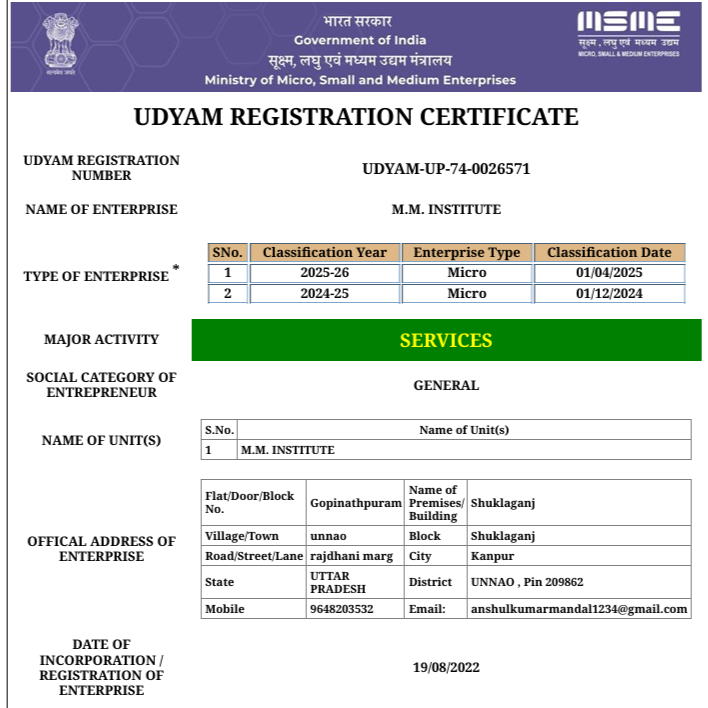 भारत सरकार
Government of India
सूक्ष्म, लघु एवं मध्यम उद्यम मंत्रालय
Ministry of Micro, Small and Medium Enterprises
सत्यमेव जयते
MSME
सूक्ष्म , लघु एवं मध्यम उद्यम
MICRO, SMALL & MEDIUM ENTERPRISES
UDYAM REGISTRATION CERTIFICATE
UDYAM REGISTRATION
NUMBER
UDYAM-UP-74-0026571
NAME OF ENTERPRISE
M.M. INSTITUTE
TYPE OF ENTERPRISE *
SNo. Classification Year Enterprise Type Classification Date
1 2025-26 Micro 01/04/2025
2 2024-25 Micro 01/12/2024
MAJOR ACTIVITY
SERVICES
SOCIAL CATEGORY OF
ENTREPRENEUR
GENERAL
NAME OF UNIT(S)
S.No. Name of Unit(s)
1 M.M. INSTITUTE
OFFICAL ADDRESS OF
ENTERPRISE
Flat/Door/Block
No.
Gopinathpuram
Name of
Premises/
Building
Shuklaganj
Village/Town unnao Block Shuklaganj
Road/Street/Lane rajdhani marg City Kanpur
State
UTTAR
PRADESH
District UNNAO , Pin 209862
Mobile 9648203532 Email: anshulkumarmandal1234@gmail.com
DATE OF
INCORPORATION /
REGISTRATION OF
ENTERPRISE
19/08/2022